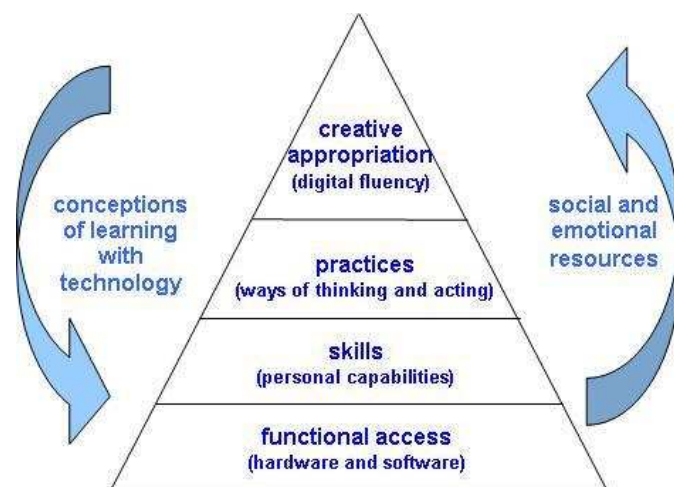 creative
appropriation
(digital fluency)
conceptions
of learning
with
technology
social and
emotional
resources
practices
(ways of thinking and acting)
skills
(personal capabilities)
functional access
(hardware and software)